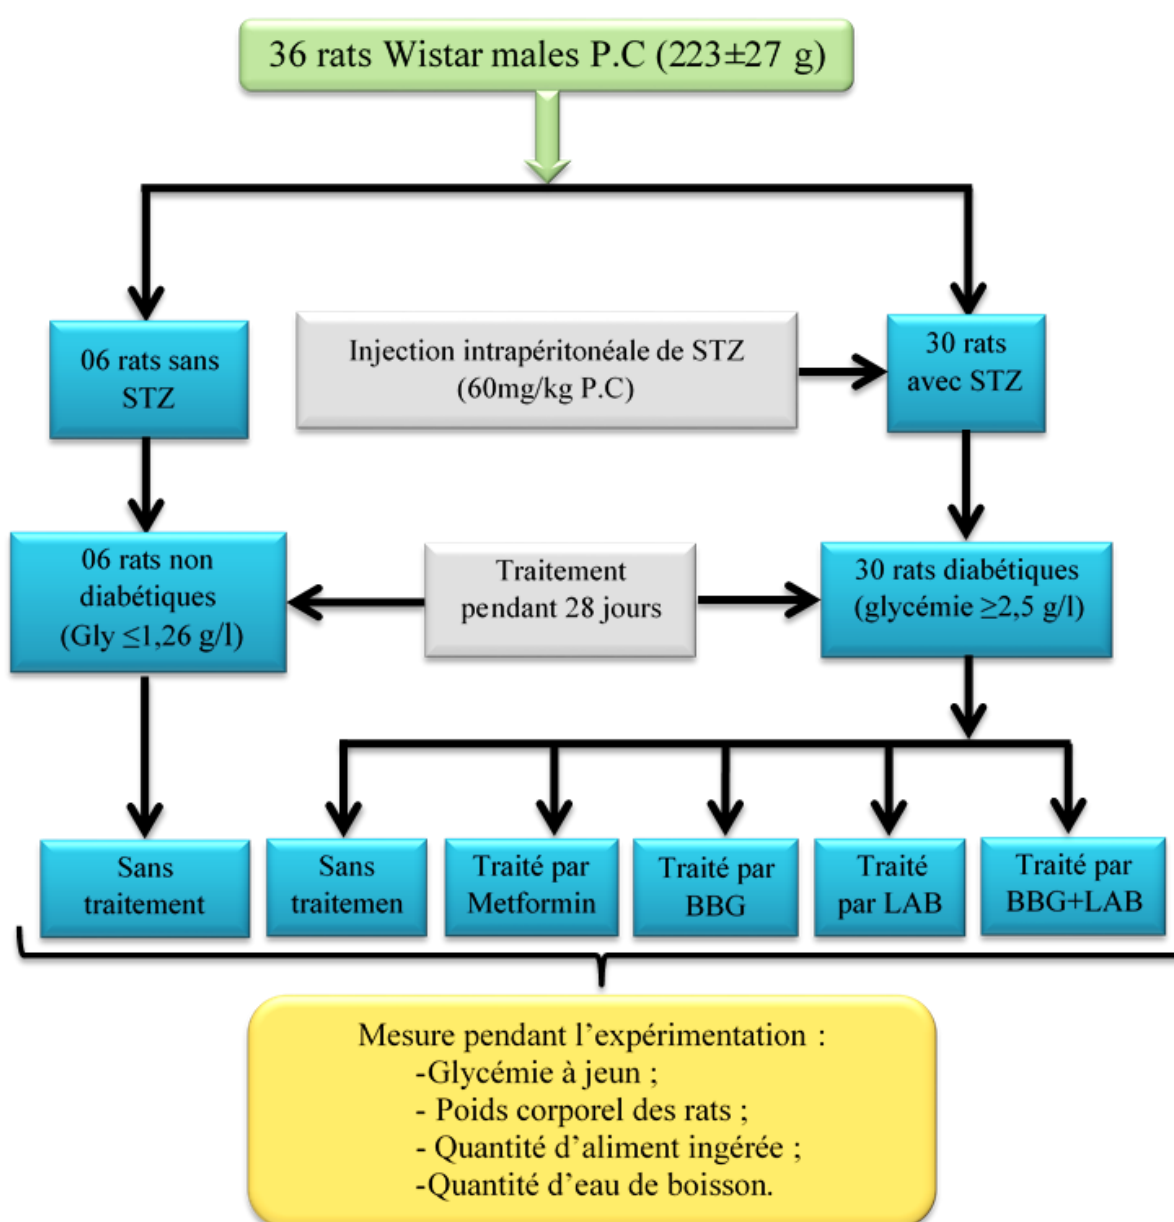 36 rats Wistar males P.C (223±27 g)
06 rats sans
STZ
Injection intrapéritonéale de STZ
(60mg/kg P.C)
30 rats
avec STZ
06 rats non
diabétiques
(Gly ≤1,26 g/l)
Traitement
pendant 28 jours
30 rats diabétiques
(glycémie ≥2,5 g/l)
Sans
traitement
Sans
traitemen
Traité par
Metformin
Traité par
BBG
Traité
par LAB
Traité par
BBG+LAB
Mesure pendant l’expérimentation :
-Glycémie à jeun ;
- Poids corporel des rats ;
- Quantité d’aliment ingérée ;
-Quantité d’eau de boisson.